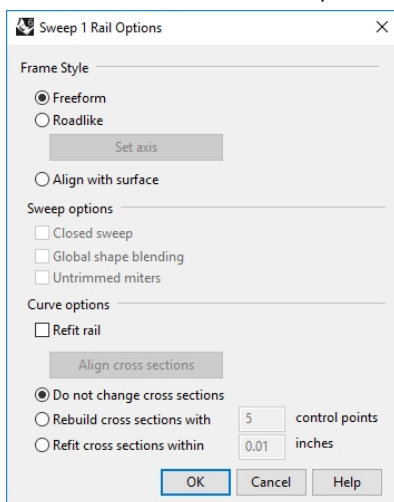 Sweep 1 Rail Options
Frame Style
Freeform
Roadlike
Set axis
Align with surface
Sweep options
Closed sweep
Global shape blending
Untrimmed miters
Curve options
Refit rail
Align cross sections
Do not change cross sections
Rebuild cross sections with 5 control points
Refit cross sections within 0.01 inches
OK Cancel Help